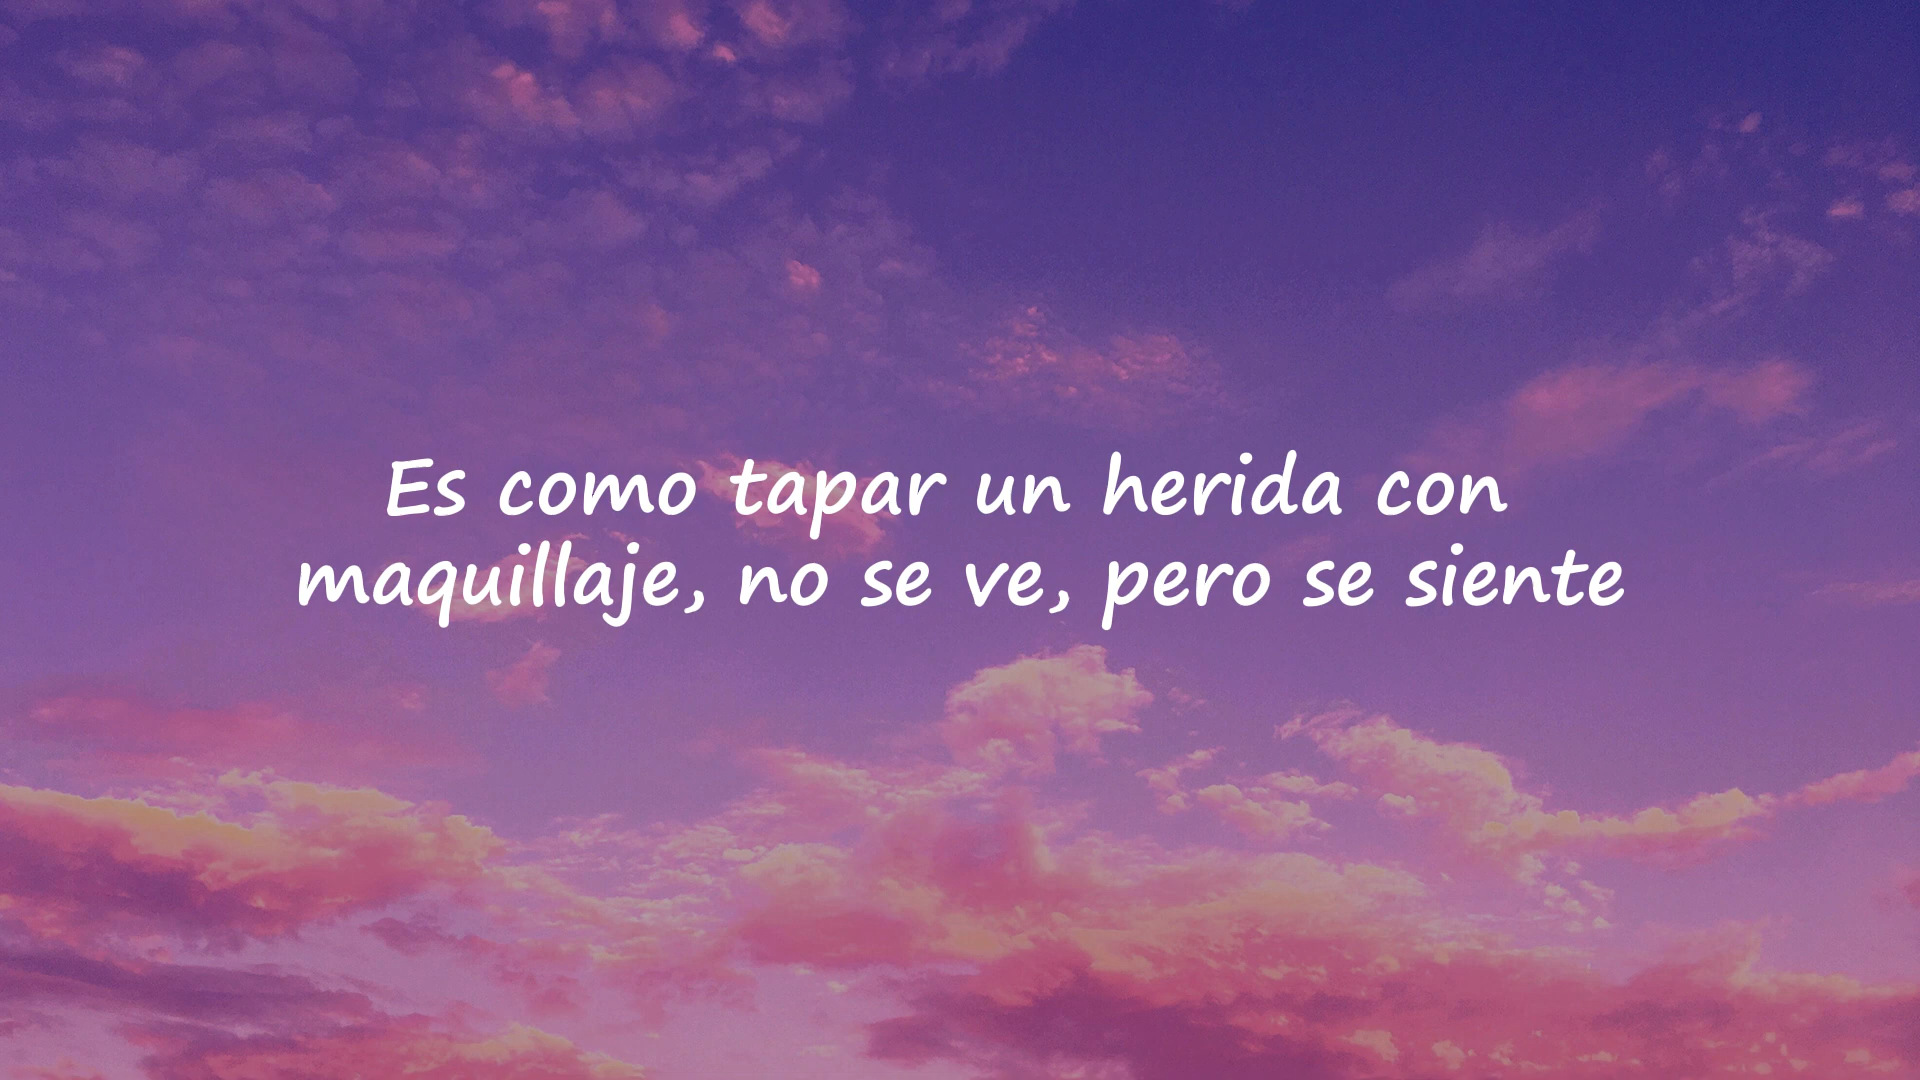 Es como tapar un herida con
maquillaje, no se ve, pero se siente